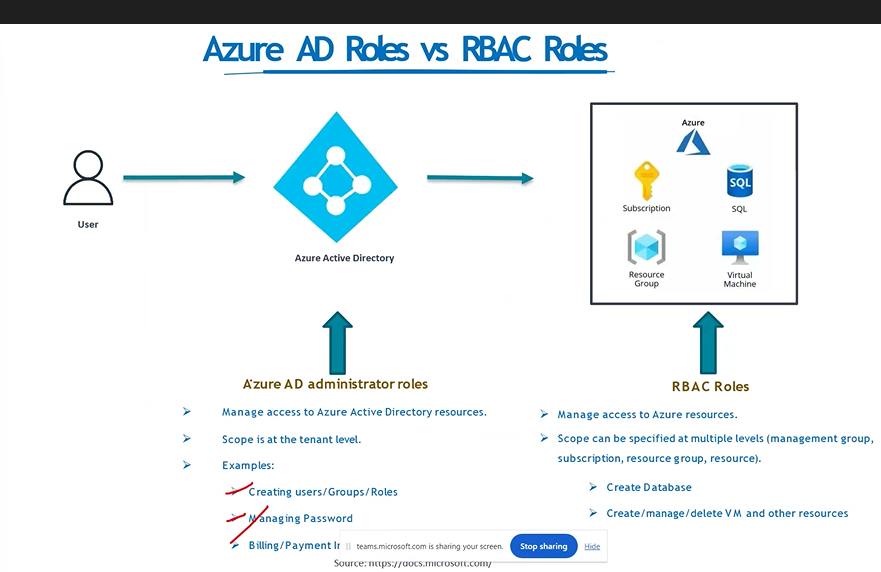 Azure AD Roles vs RBAC Roles
Azure
Subscription
SQL
SQL
User
Azure Active Directory
Resource
Group
Virtual
Machine
Azure AD administrator roles
Manage access to Azure Active Directory resources.
Scope is at the tenant level.
Examples:
Creating users/Groups/Roles
Managing Password
Billing/Payment
RBAC Roles
Manage access to Azure resources.
Scope can be specified at multiple levels (management group,
subscription, resource group, resource).
Create Database
Create/manage/delete VM and other resources
teams.microsoft.com is sharing your screen.
Stop sharing
Hide
Source: https://docs.microsoft.com/